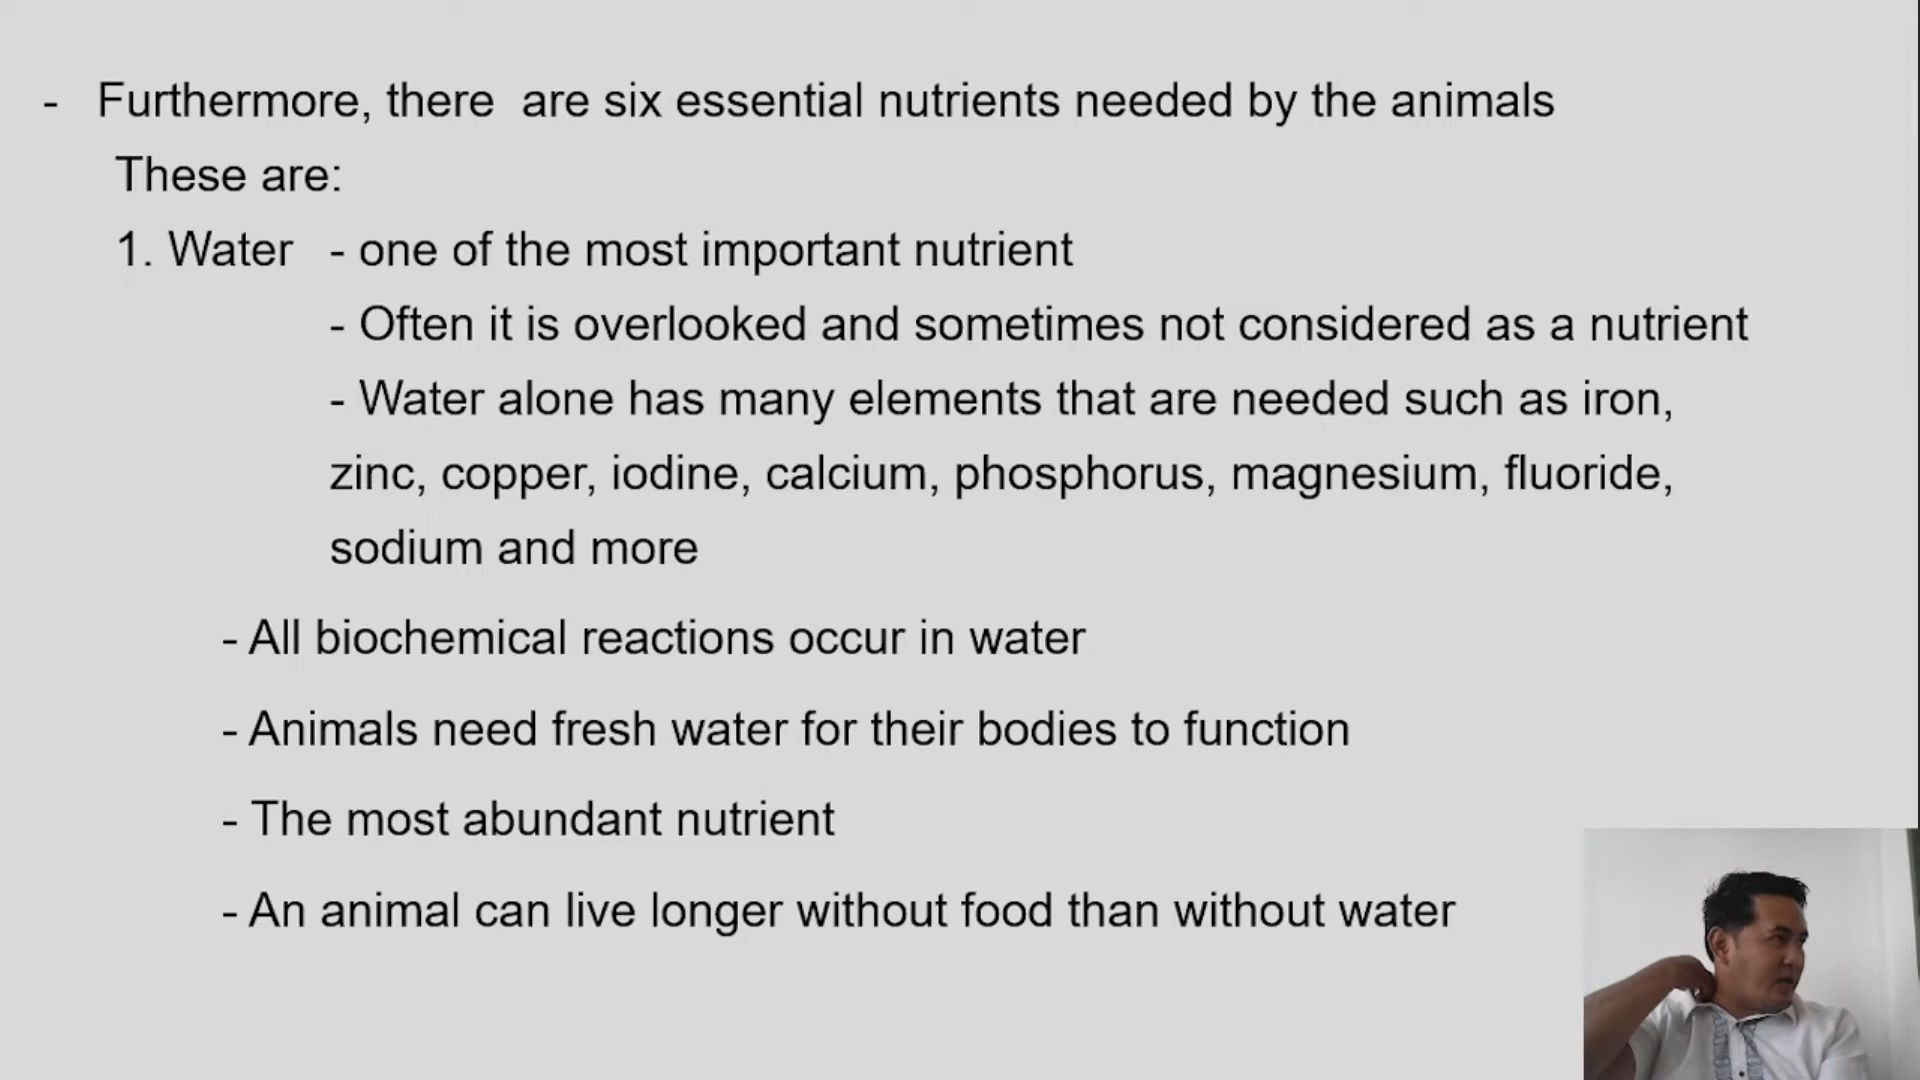 - Furthermore, there are six essential nutrients needed by the animals
These are:
1. Water - one of the most important nutrient
- Often it is overlooked and sometimes not considered as a nutrient
- Water alone has many elements that are needed such as iron,
zinc, copper, iodine, calcium, phosphorus, magnesium, fluoride,
sodium and more
- All biochemical reactions occur in water
- Animals need fresh water for their bodies to function
- The most abundant nutrient
- An animal can live longer without food than without water